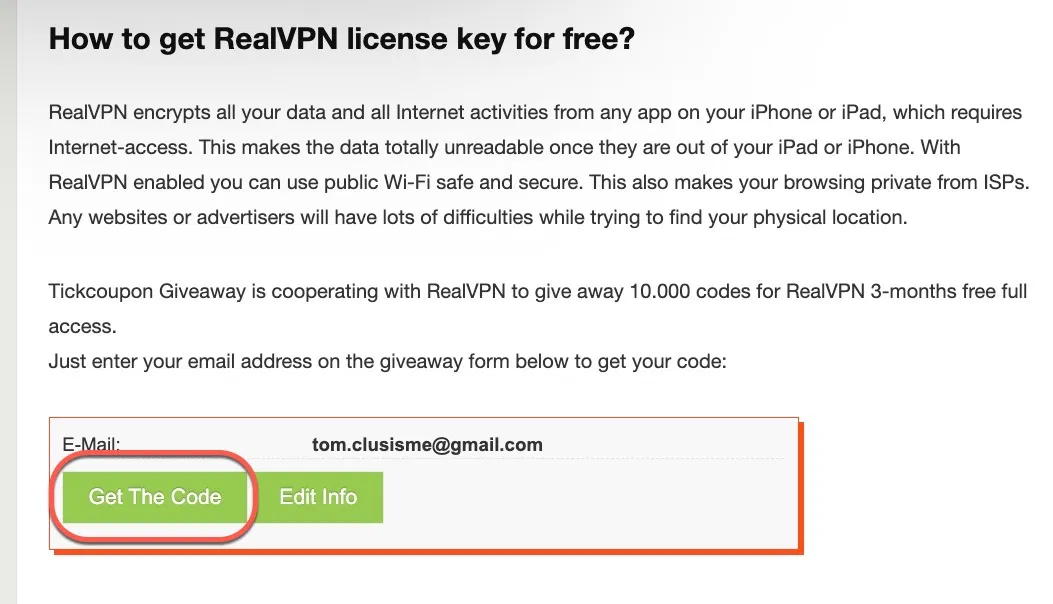 How to get RealVPN license key for free?
RealVPN encrypts all your data and all Internet activities from any app on your iPhone or iPad, which requires
Internet-access. This makes the data totally unreadable once they are out of your iPad or iPhone. With
RealVPN enabled you can use public Wi-Fi safe and secure. This also makes your browsing private from ISPs.
Any websites or advertisers will have lots of difficulties while trying to find your physical location.
Tickcoupon Giveaway is cooperating with RealVPN to give away 10.000 codes for RealVPN 3-months free full
access.
Just enter your email address on the giveaway form below to get your code:
E-Mail: tom.clusisme@gmail.com
Get The Code Edit Info